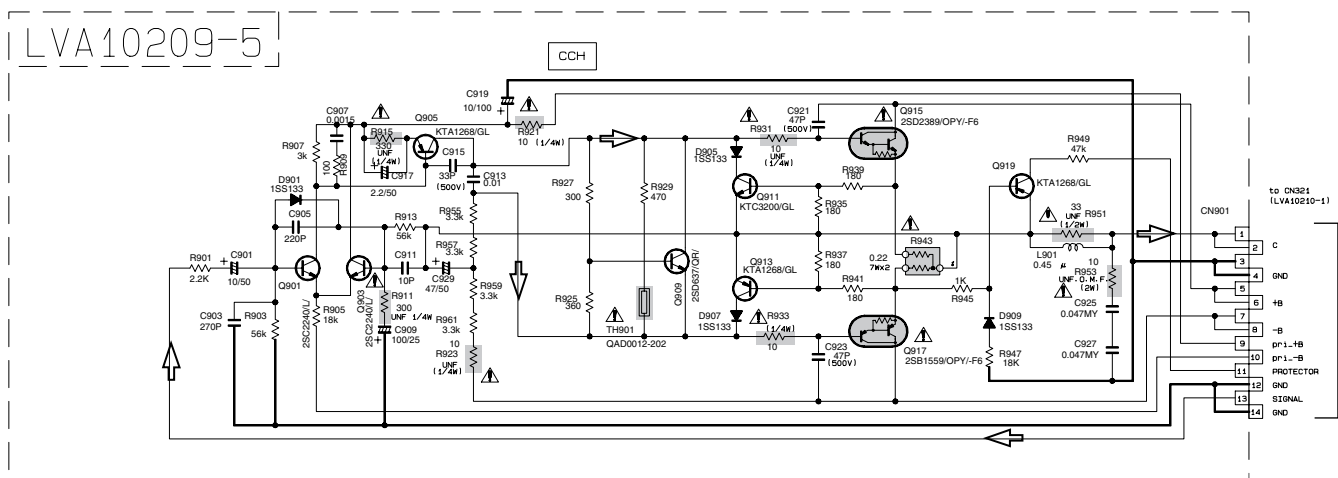 LVA10209-5
CCH
C919
10/100
+
C907
0.0015
R915
330
UNF
(1/4W)
Q905
KTA1268/GL
R921
10 (1/4W)
C921
47P
(500V)
Q915
2SD2389/OPY/-F6
R907
3k
100
R909
+
C917
2.2/50
C915
33P
(500V)
C913
0.01
R931
10
UNF
(1/4W)
D905
1SS133
R949
47k
Q919
KTA1268/GL
D901
1SS133
R927
300
R929
470
Q911
KTC3200/GL
R939
180
R935
180
to CN321
(LVA10210-1)
C905
220P
R913
56k
R955
3.3k
33
UNF
(1/2W)
R951
CN901
R901
2.2K
+
C901
10/50
Q901
Q903
C911
10P
+
C929
47/50
R957
3.3k
Q913
KTA1268/GL
R937
180
R943
0.22
7WX2
L901
0.45 μ
10
R953
UNF.O.M.F.
(2W)
1
2
C
3
4
GND
5
6
+B
7
8
-B
9
pri_+B
10
pri_-B
11
PROTECTOR
12
GND
13
SIGNAL
14
GND
2SC2240/L/
2SC2240/L/
R911
300
UNF 1/4W
R959
3.3k
R925
360
Q909
2SD637/QR/
R941
180
1K
R945
C903
270P
R903
56k
R905
18k
C909
100/25
+
R961
3.3k
10
R923
UNF
(1/4W)
TH901
QAD0012-202
D907
1SS133
R933
(1/4W)
10
C923
47P
(500V)
Q917
2SB1559/OPY/-F6
D909
1SS133
R947
18K
C925
0.047MY
C927
0.047MY